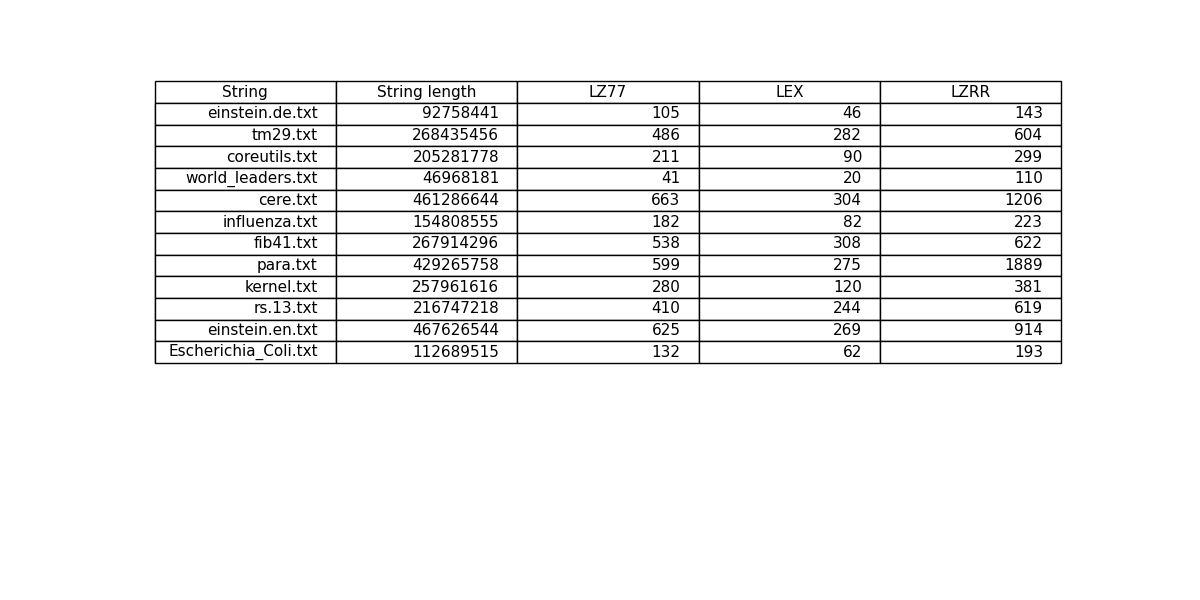 String String length LZ77 LEX LZRR
einstein.de.txt 92758441 105 46 143
tm29.txt 268435456 486 282 604
coreutils.txt 205281778 211 90 299
world_leaders.txt 46968181 41 20 110
cere.txt 461286644 663 304 1206
influenza.txt 154808555 182 82 223
fib41.txt 267914296 538 308 622
para.txt 429265758 599 275 1889
kernel.txt 257961616 280 120 381
rs.13.txt 216747218 410 244 619
einstein.en.txt 467626544 625 269 914
Escherichia_Coli.txt 112689515 132 62 193